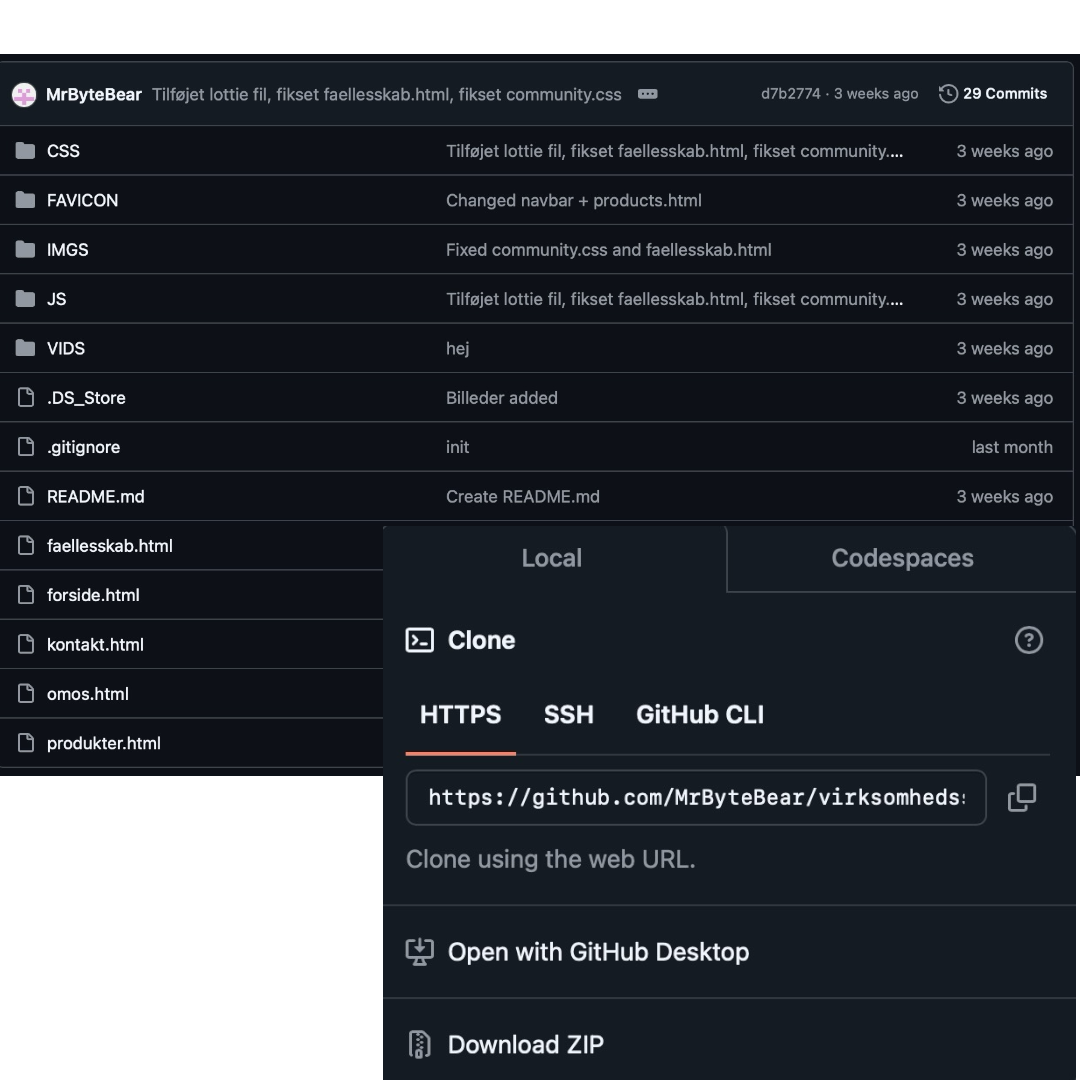 MrByteBear Tilføjet lottie fil, fikset faellesskab.html, fikset community.css d7b2774 · 3 weeks ago 29 Commits
CSS Tilføjet lottie fil, fikset faellesskab.html, fikset community.... 3 weeks ago
FAVICON Changed navbar + products.html 3 weeks ago
IMGS Fixed community.css and faellesskab.html 3 weeks ago
JS Tilføjet lottie fil, fikset faellesskab.html, fikset community.... 3 weeks ago
VIDS hej 3 weeks ago
.DS_Store Billeder added 3 weeks ago
.gitignore init last month
README.md Create README.md 3 weeks ago
faellesskab.html
forside.html
kontakt.html
omos.html
produkter.html
Local Codespaces
Clone
HTTPS SSH GitHub CLI
https://github.com/MrByteBear/virksomheds
Clone using the web URL.
Open with GitHub Desktop
Download ZIP